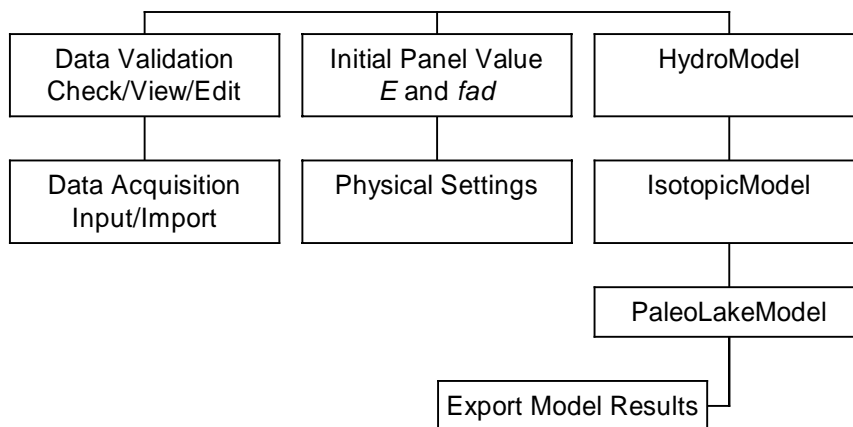 Data Validation
Check/View/Edit
Initial Panel Value
E and fad
HydroModel
Data Acquisition
Input/Import
Physical Settings
IsotopicModel
PaleoLakeModel
Export Model Results